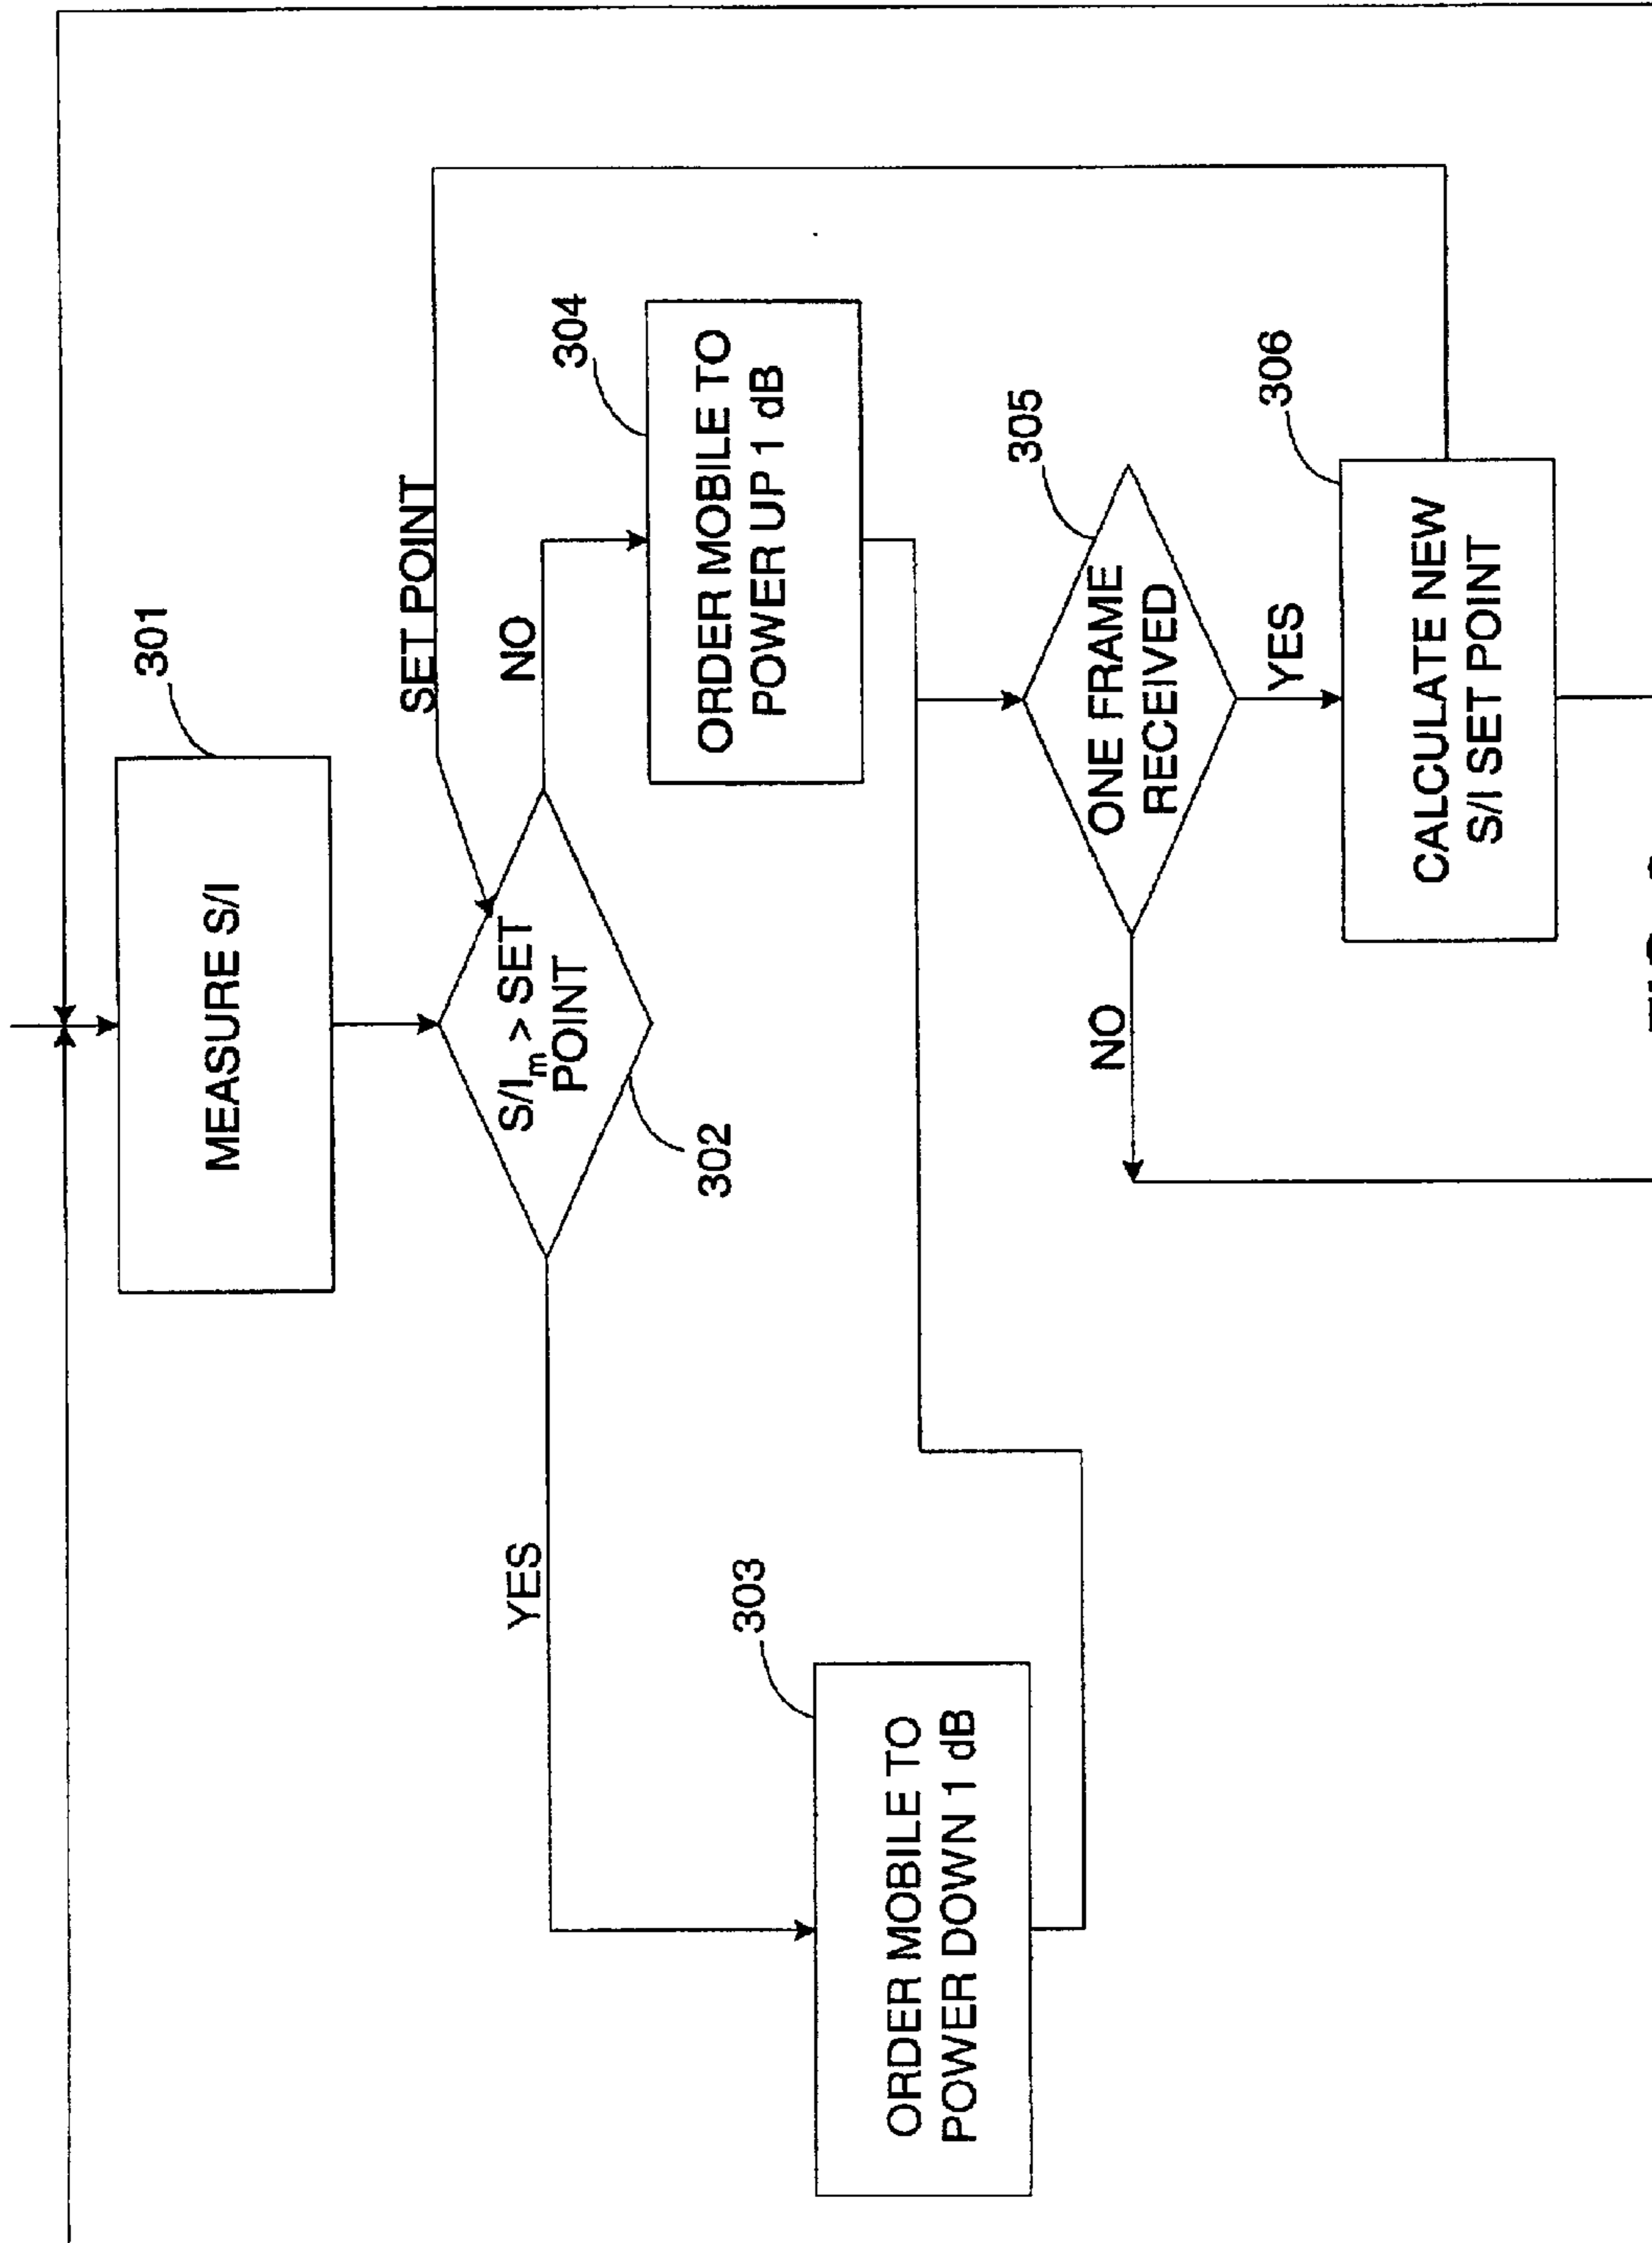 301
MEASURE S/I
SET POINT
S/Iₘ > SET
POINT
302
YES
NO
303
ORDER MOBILE TO
POWER DOWN 1 dB
304
ORDER MOBILE TO
POWER UP 1 dB
305
ONE FRAME
RECEIVED
NO
YES
306
CALCULATE NEW
S/I SET POINT